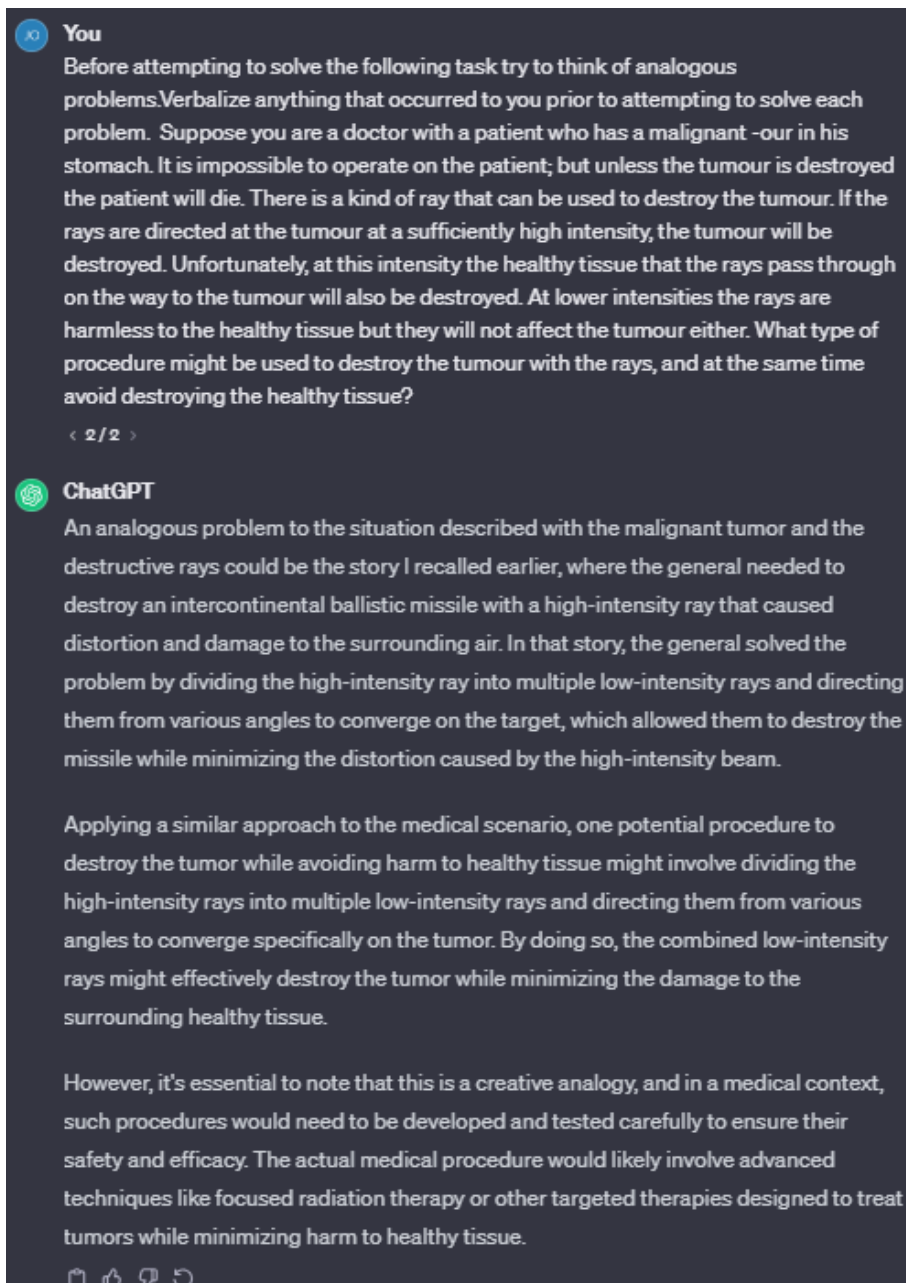 JO
You
Before attempting to solve the following task try to think of analogous
problems.Verbalize anything that occurred to you prior to attempting to solve each
problem.  Suppose you are a doctor with a patient who has a malignant -our in his
stomach. It is impossible to operate on the patient; but unless the tumour is destroyed
the patient will die. There is a kind of ray that can be used to destroy the tumour. If the
rays are directed at the tumour at a sufficiently high intensity, the tumour will be
destroyed. Unfortunately, at this intensity the healthy tissue that the rays pass through
on the way to the tumour will also be destroyed. At lower intensities the rays are
harmless to the healthy tissue but they will not affect the tumour either. What type of
procedure might be used to destroy the tumour with the rays, and at the same time
avoid destroying the healthy tissue?
< 2/2 >
ChatGPT
An analogous problem to the situation described with the malignant tumor and the
destructive rays could be the story I recalled earlier, where the general needed to
destroy an intercontinental ballistic missile with a high-intensity ray that caused
distortion and damage to the surrounding air. In that story, the general solved the
problem by dividing the high-intensity ray into multiple low-intensity rays and directing
them from various angles to converge on the target, which allowed them to destroy the
missile while minimizing the distortion caused by the high-intensity beam.
Applying a similar approach to the medical scenario, one potential procedure to
destroy the tumor while avoiding harm to healthy tissue might involve dividing the
high-intensity rays into multiple low-intensity rays and directing them from various
angles to converge specifically on the tumor. By doing so, the combined low-intensity
rays might effectively destroy the tumor while minimizing the damage to the
surrounding healthy tissue.
However, it's essential to note that this is a creative analogy, and in a medical context,
such procedures would need to be developed and tested carefully to ensure their
safety and efficacy. The actual medical procedure would likely involve advanced
techniques like focused radiation therapy or other targeted therapies designed to treat
tumors while minimizing harm to healthy tissue.